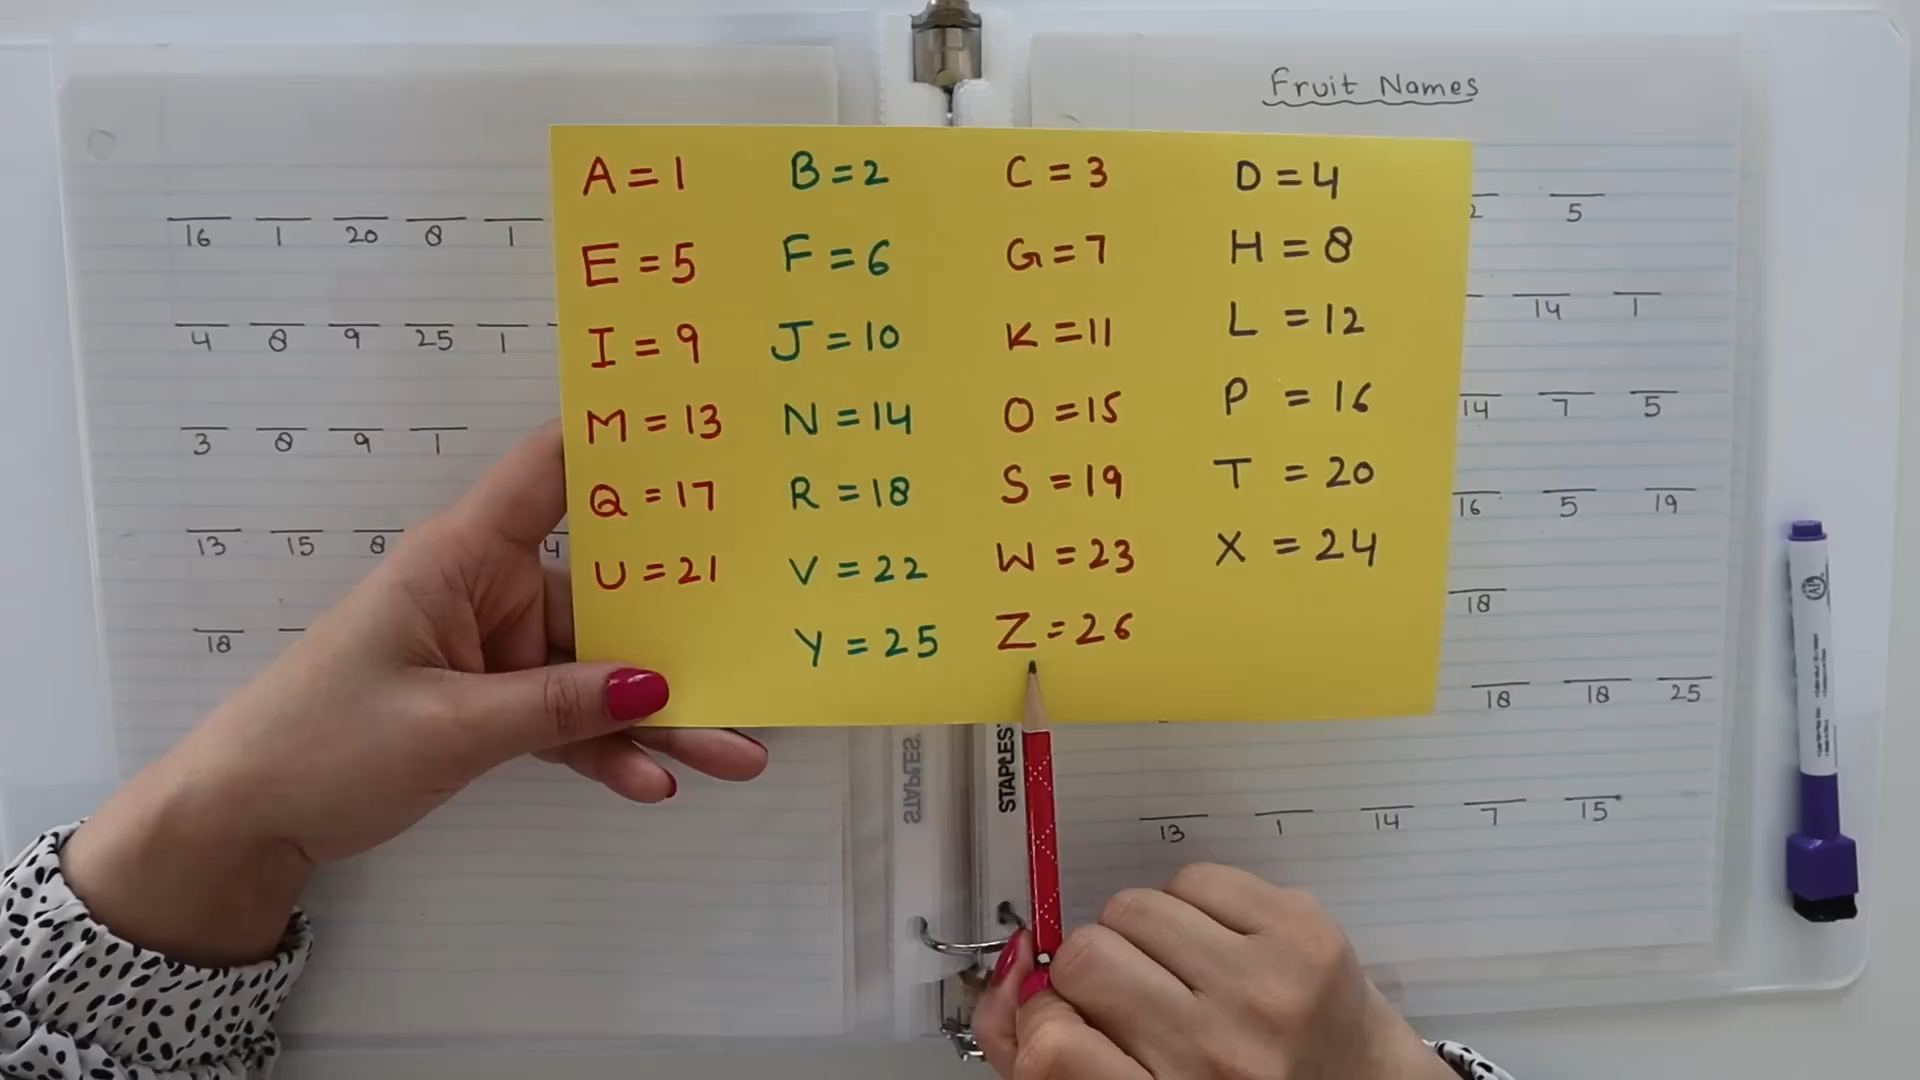 Fruit Names
A = 1 B = 2 C = 3 D = 4
E = 5 F = 6 G = 7 H = 8
I = 9 J = 10 K = 11 L = 12
M = 13 N = 14 O = 15 P = 16
Q = 17 R = 18 S = 19 T = 20
U = 21 V = 22 W = 23 X = 24
Y = 25 Z = 26
16 1 20 8 1
4 8 9 25 1
3 8 9 1
13 15 8 4
18
2 5
14 1
14 7 5
16 5 19
18
18 18 25
13 1 14 7 15
STAPLES